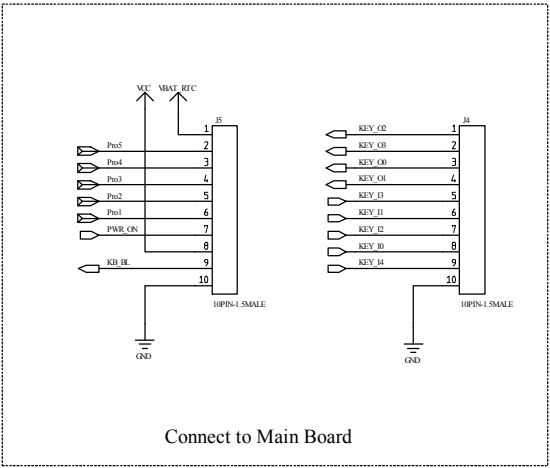 VCC VBAT_RTC
J5
1
Pro5 2
Pro4 3
Pro3 4
Pro2 5
Pro1 6
PWR_ON 7
8
KB_BL 9
10
10PIN-1.5MALE
GND
J4
KEY_O2 1
KEY_O3 2
KEY_O0 3
KEY_O1 4
KEY_I3 5
KEY_I1 6
KEY_I2 7
KEY_I0 8
KEY_I4 9
10
10PIN-1.5MALE
GND
Connect to Main Board